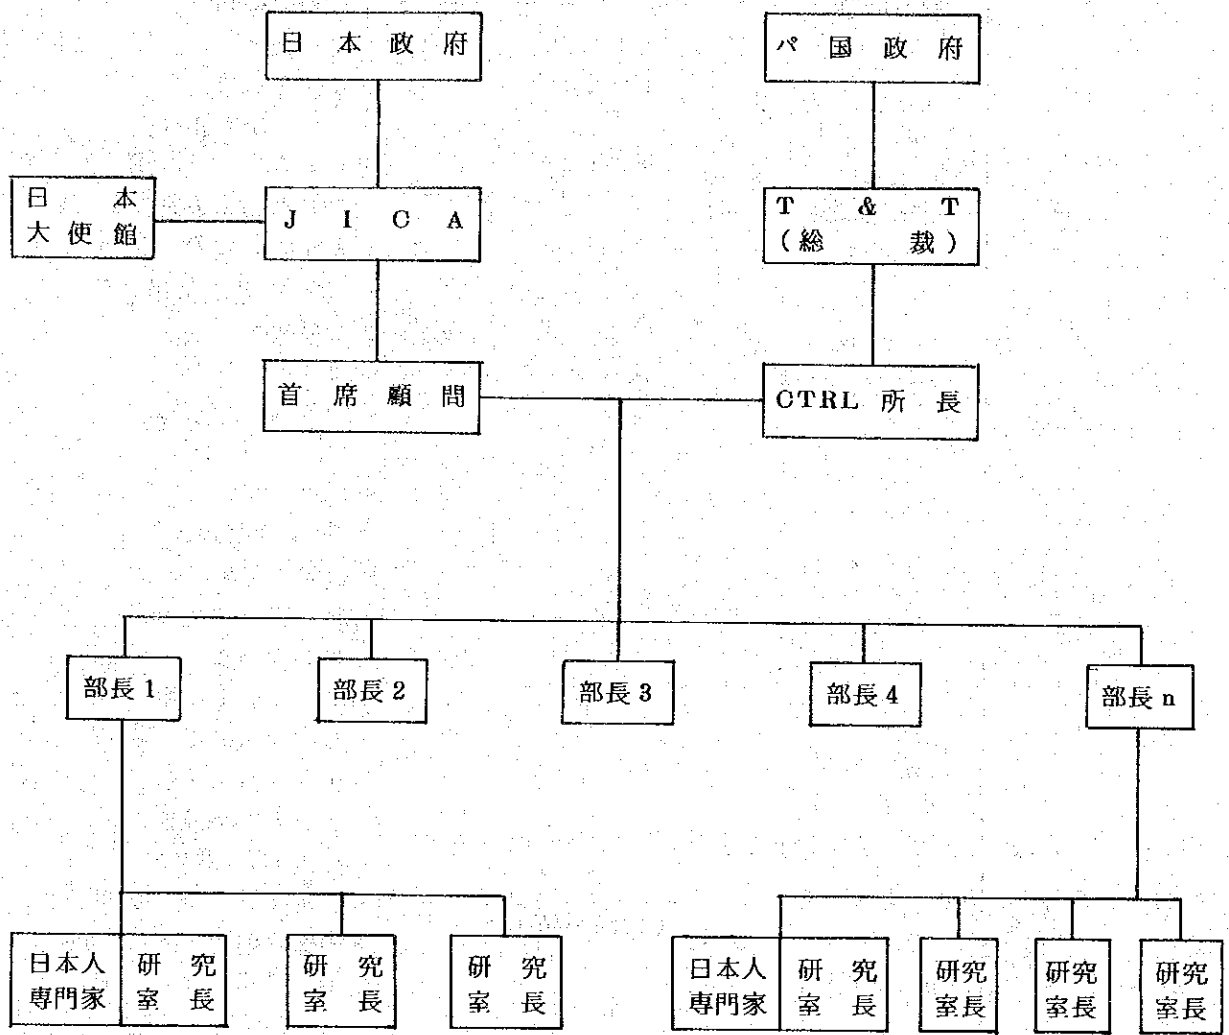 日本政府
パ国政府
日本
大使館
JICA
T & T
(総裁)
首席顧問
CTRL 所長
部長1
部長2
部長3
部長4
部長n
日本人
専門家
研究
室長
研究
室長
研究
室長
日本人
専門家
研究
室長
研究
室長
研究
室長
研究
室長